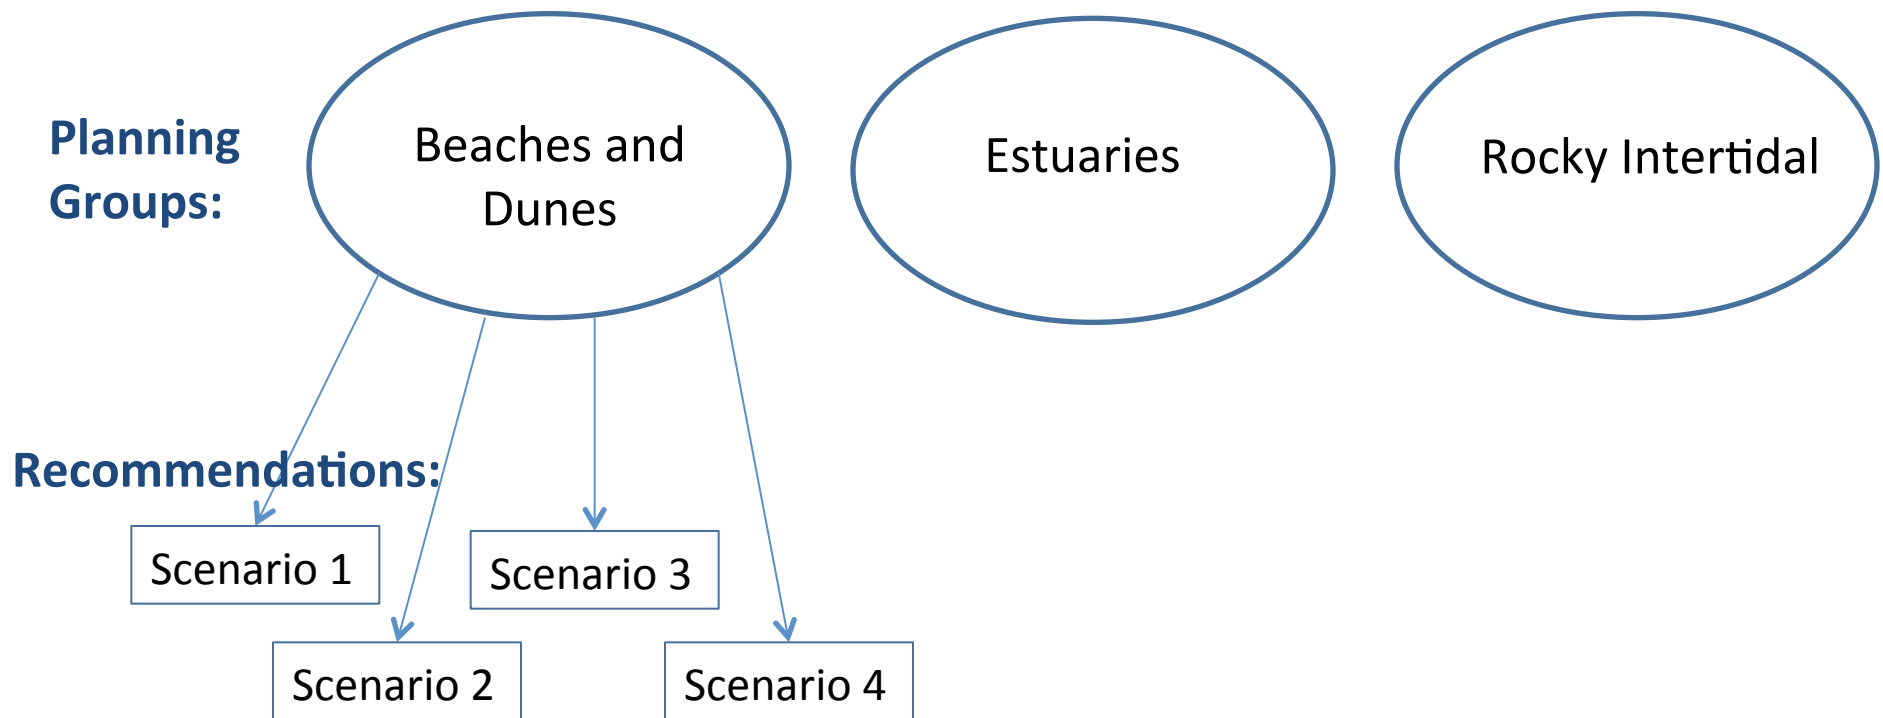 Planning
Groups:
Beaches and
Dunes
Estuaries
Rocky Intertidal
Recommendations:
Scenario 1
Scenario 3
Scenario 2
Scenario 4